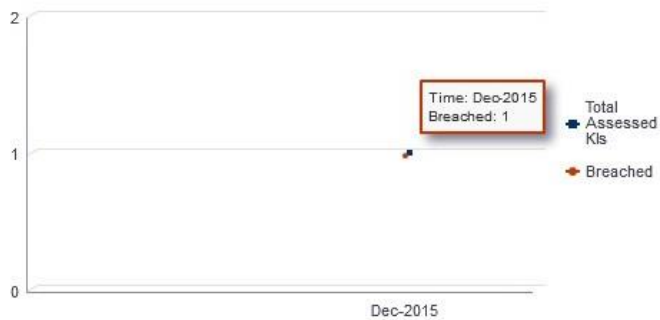 2
Time: Dec-2015
Breached: 1
Total
Assessed
KIs
1
Breached
0
Dec-2015